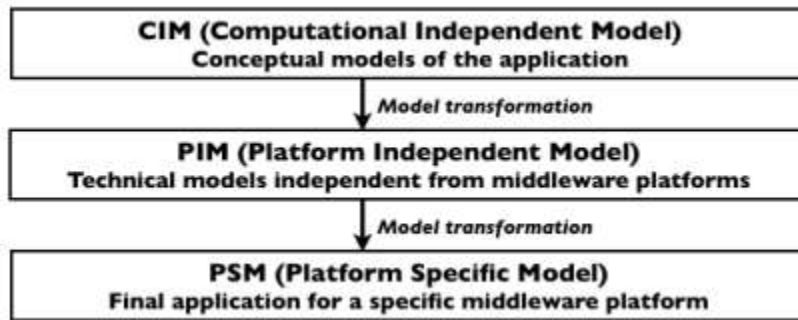 CIM (Computational Independent Model)
Conceptual models of the application
Model transformation
PIM (Platform Independent Model)
Technical models independent from middleware platforms
Model transformation
PSM (Platform Specific Model)
Final application for a specific middleware platform